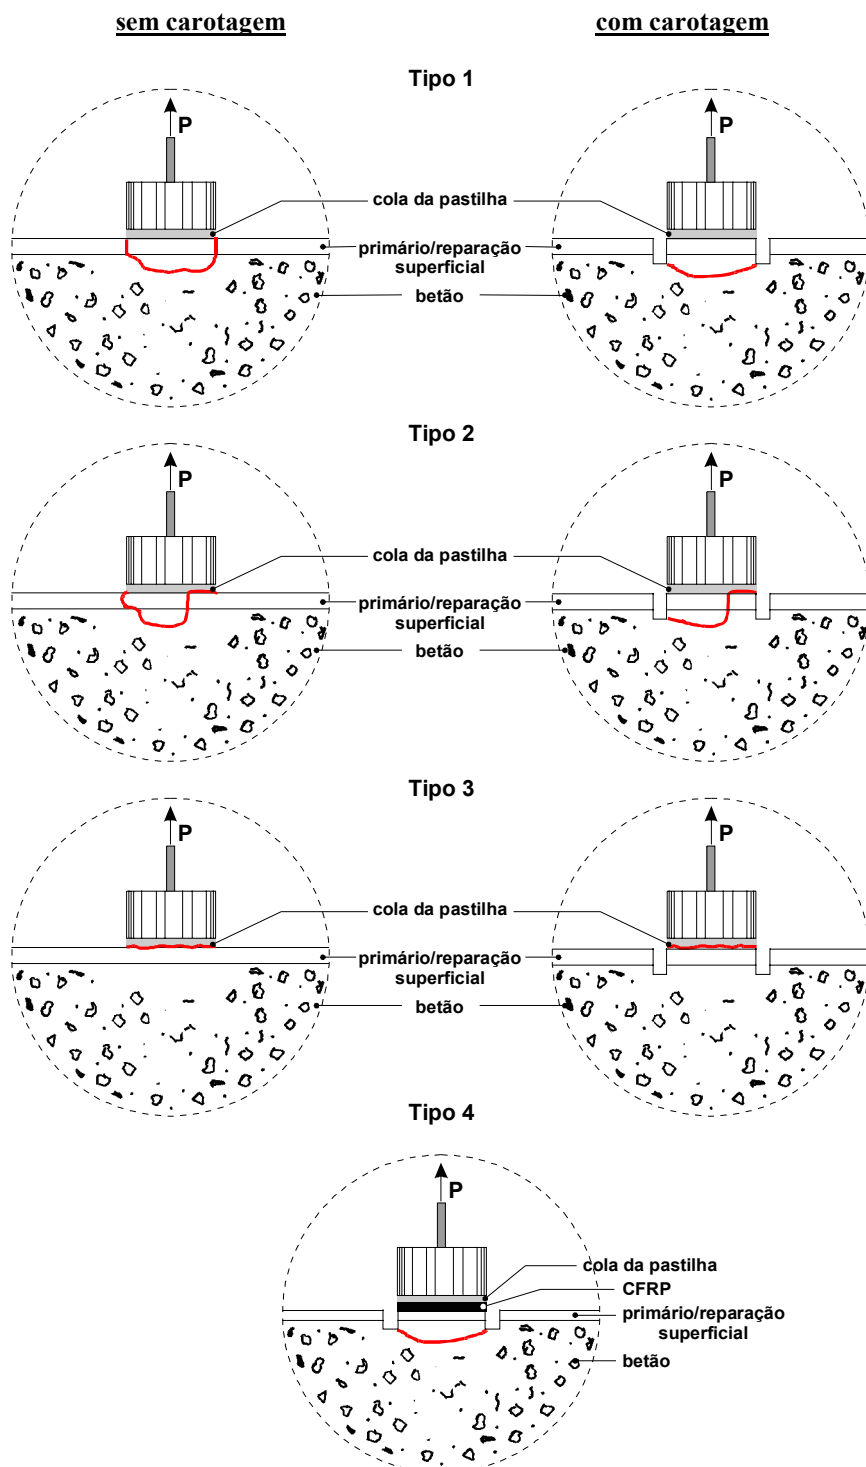 sem carotagem
com carotagem
Tipo 1
P
P
cola da pastilha
primário/reparação
superficial
betão
Tipo 2
P
P
cola da pastilha
primário/reparação
superficial
betão
Tipo 3
P
P
cola da pastilha
primário/reparação
superficial
betão
Tipo 4
P
cola da pastilha
CFRP
primário/reparação
superficial
betão